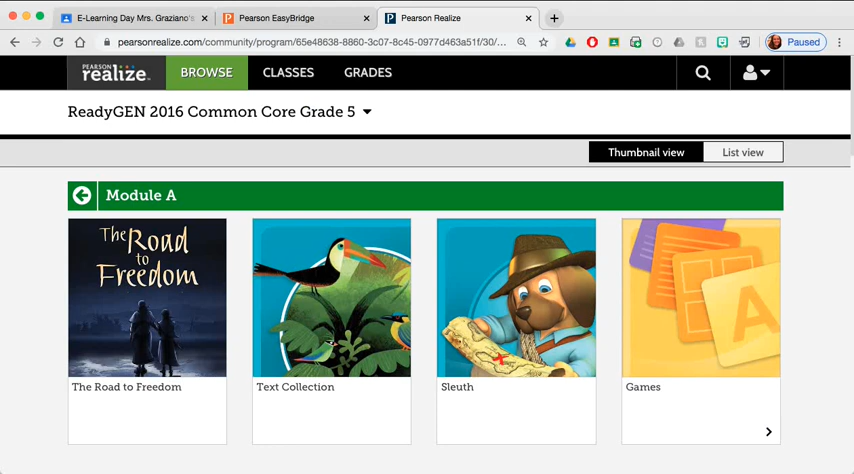 E-Learning Day Mrs. Graziano's
Pearson EasyBridge
Pearson Realize
pearsonrealize.com/community/program/65e48638-8860-3c07-8c45-0977d463a51f/30/...
Paused
PEARSON
realize
BROWSE
CLASSES
GRADES
ReadyGEN 2016 Common Core Grade 5
Thumbnail view
List view
Module A
The Road
to
Freedom
A
The Road to Freedom
Text Collection
Sleuth
Games